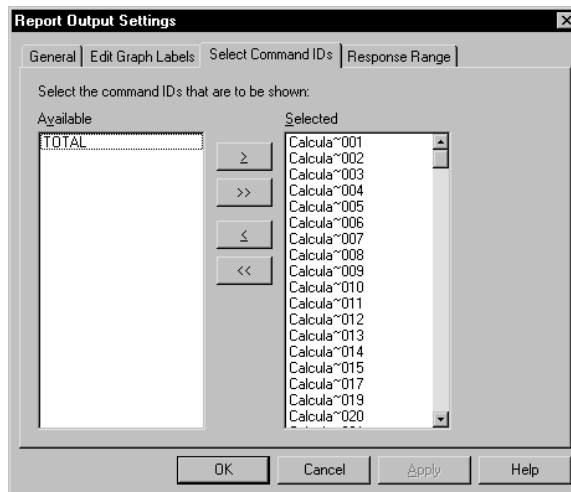 Report Output Settings
General Edit Graph Labels Select Command IDs Response Range
Select the command IDs that are to be shown:
Available
TOTAL
>
>>
<
<<
Selected
Calcula~001
Calcula~002
Calcula~003
Calcula~004
Calcula~005
Calcula~006
Calcula~007
Calcula~008
Calcula~009
Calcula~010
Calcula~011
Calcula~012
Calcula~013
Calcula~014
Calcula~015
Calcula~017
Calcula~019
Calcula~020
OK Cancel Apply Help